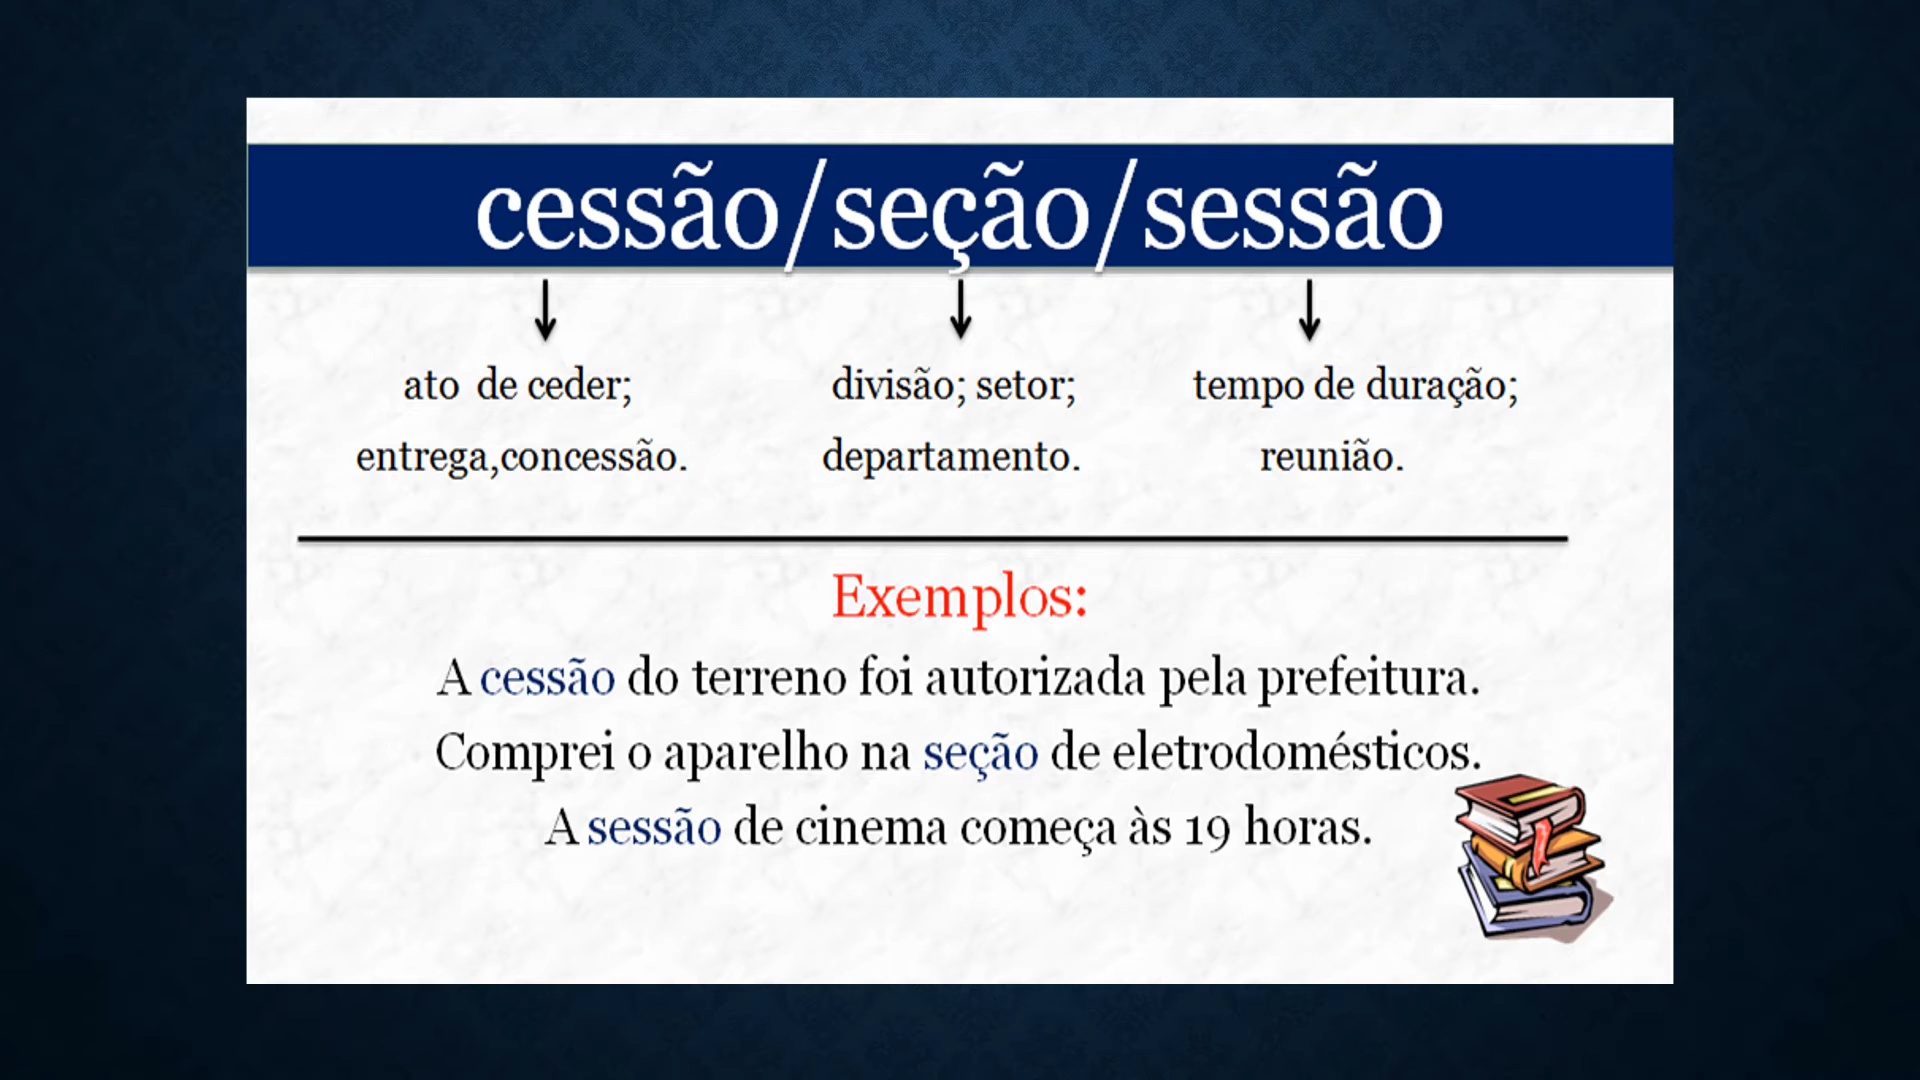 cessão/seção/sessão
ato de ceder; divisão; setor; tempo de duração;
entrega,concessão. departamento. reunião.
Exemplos:
A cessão do terreno foi autorizada pela prefeitura.
Comprei o aparelho na seção de eletrodomésticos.
A sessão de cinema começa às 19 horas.